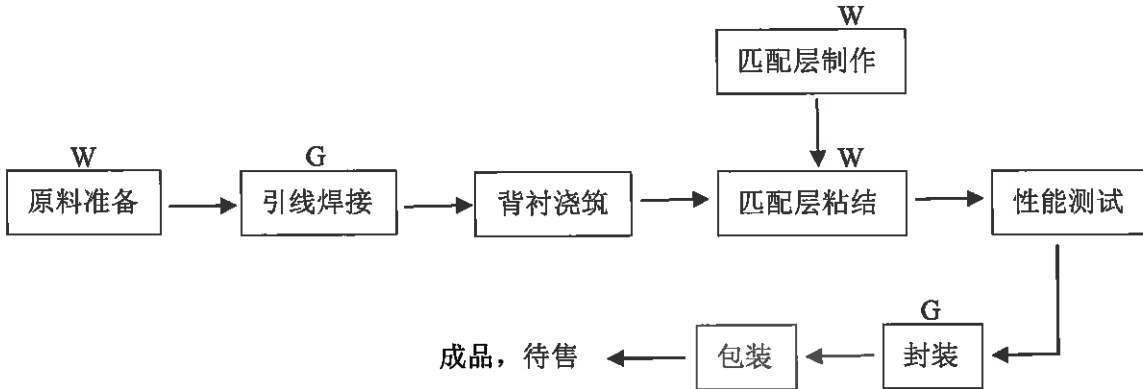 W
匹配层制作
W
G
W
原料准备
引线焊接
背衬浇筑
匹配层粘结
性能测试
G
成品，待售
包装
封装